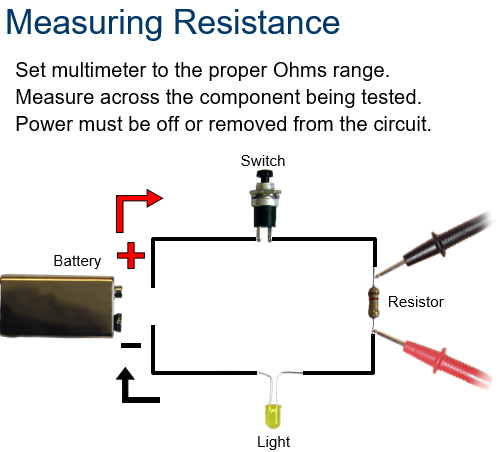 Measuring Resistance
Set multimeter to the proper Ohms range.
Measure across the component being tested.
Power must be off or removed from the circuit.
Switch
Battery
+
Resistor
−
Light